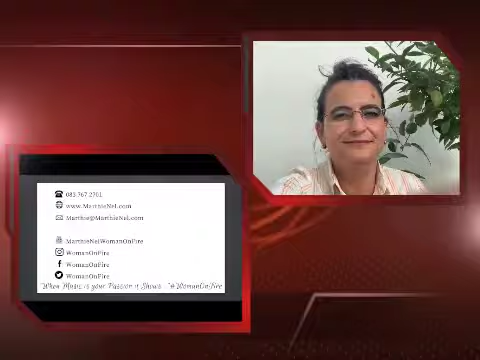 083 767 2701
www.MarthieNel.com
Marthie@MarthieNel.com
MarthieNelWomanOnFire
WomanOnFire
WomanOnFire
WomanOnFire
"When Music is your Passion it Shows" "#WomanOnFire